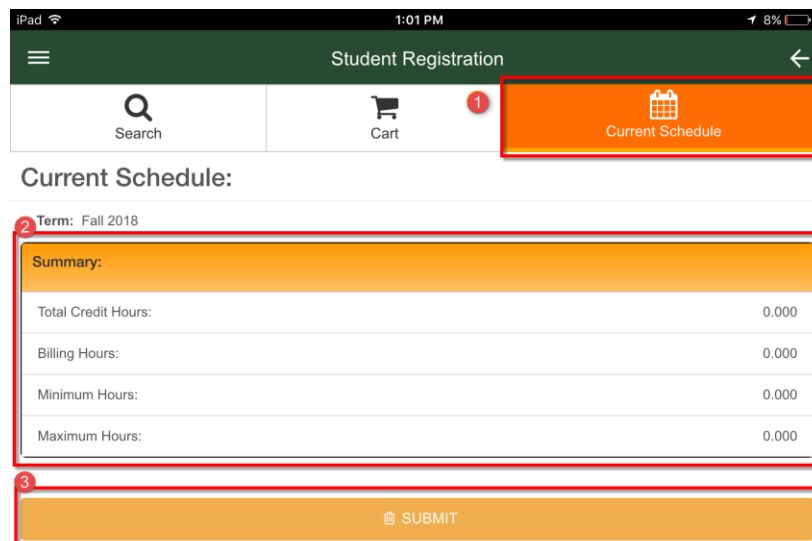 iPad 1:01 PM 8%
Student Registration
Search Cart 1 Current Schedule
Current Schedule:
Term: Fall 2018
2
Summary:
Total Credit Hours: 0.000
Billing Hours: 0.000
Minimum Hours: 0.000
Maximum Hours: 0.000
3
SUBMIT